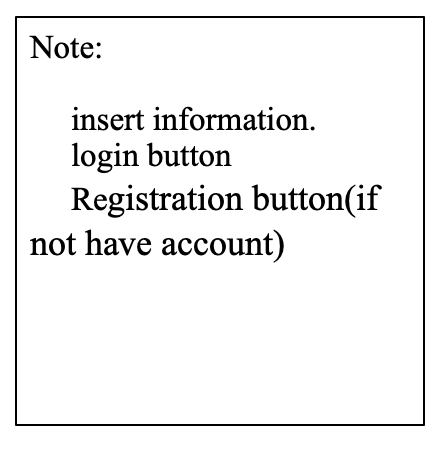 Note:
insert information.
login button
Registration button(if
not have account)